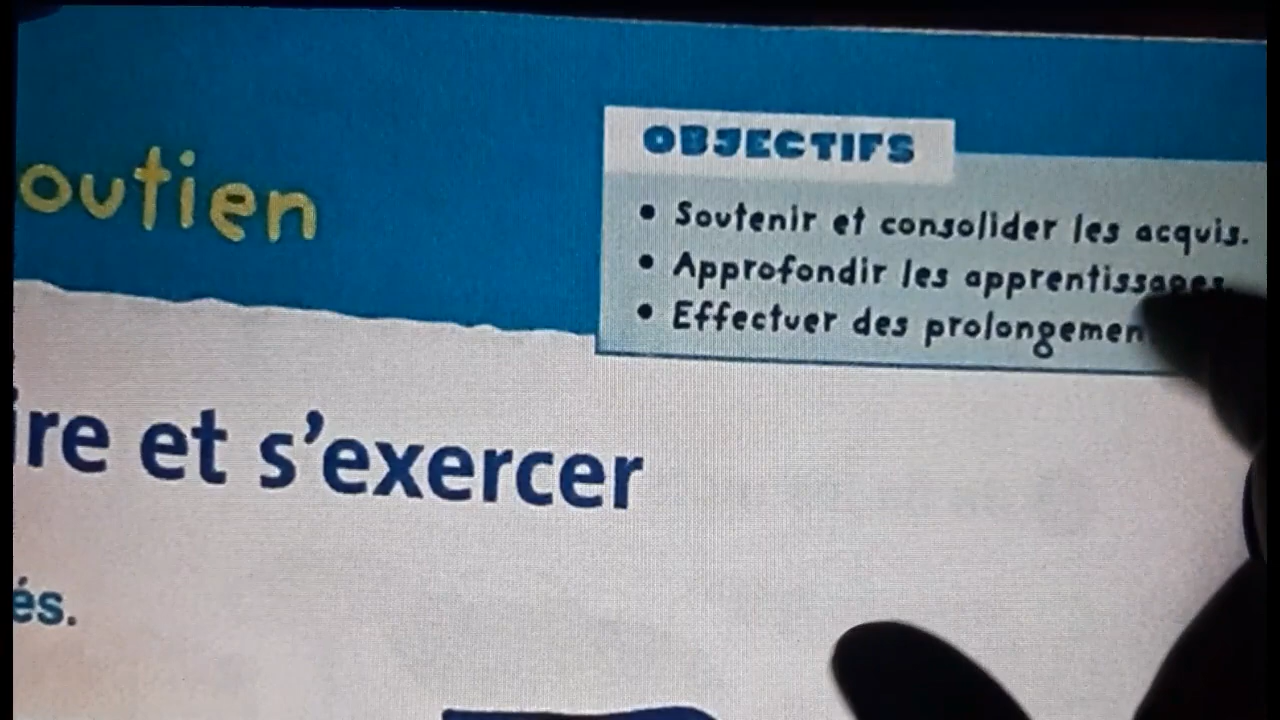 outien
OBJECTIFS
• Soutenir et consolider les acquis.
• Approfondir les apprentissages.
• Effectuer des prolongemen
ire et s'exercer
és.